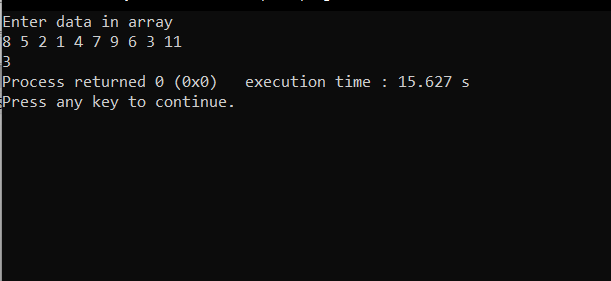 Enter data in array
8 5 2 1 4 7 9 6 3 11
3
Process returned 0 (0x0)   execution time : 15.627 s
Press any key to continue.